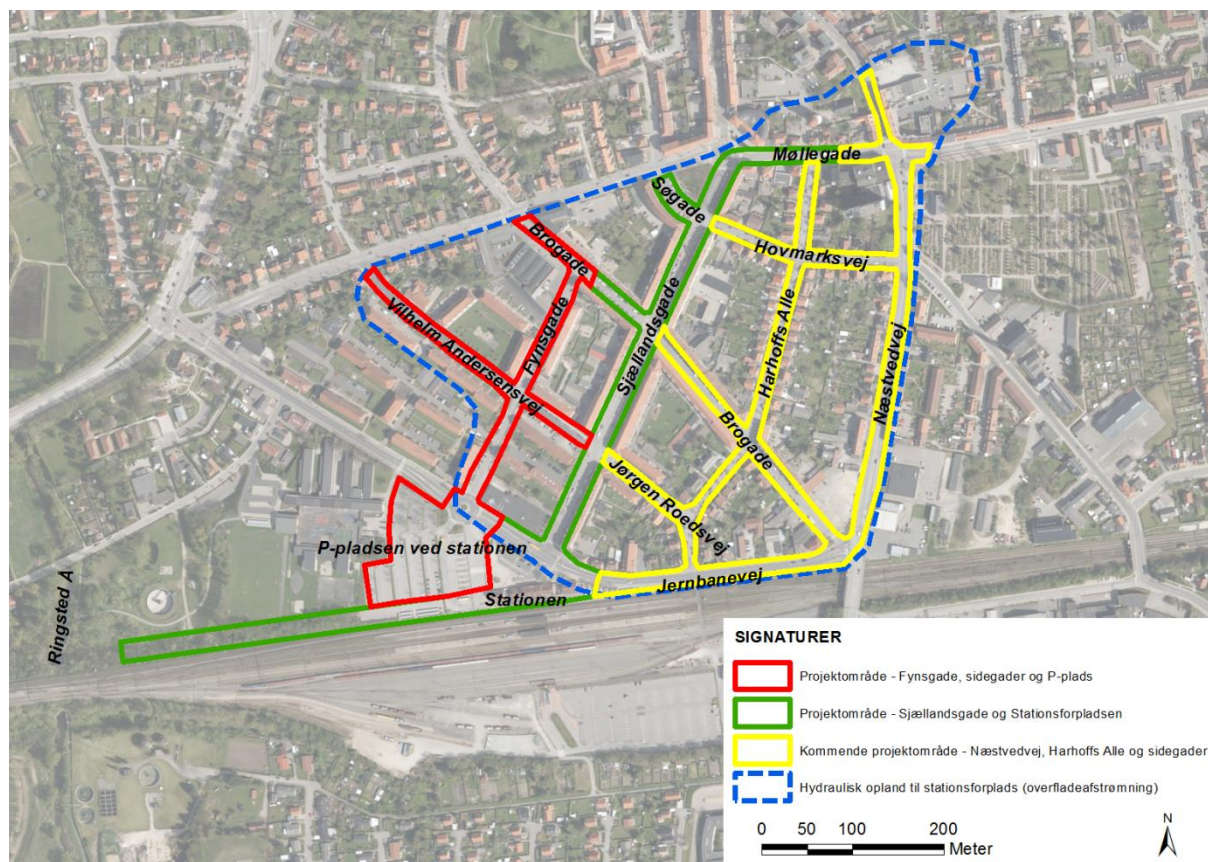 Møllegade
Søgade
Brogade
Hovmarksvej
Vilhelm Andersensvej
Fynsgade
Sjællandsgade
Harhoffs Alle
Næstvedvej
Brogade
Jørgen Roedsvej
P-pladsen ved stationen
Jernbanevej
Stationen
Ringsted Å
SIGNATURER
Projektområde - Fynsgade, sidegader og P-plads
Projektområde - Sjællandsgade og Stationsforpladsen
Kommende projektområde - Næstvedvej, Harhoffs Alle og sidegader
Hydraulisk opland til stationsforplads (overfladeafstrømning)
0 50 100 200
Meter
N